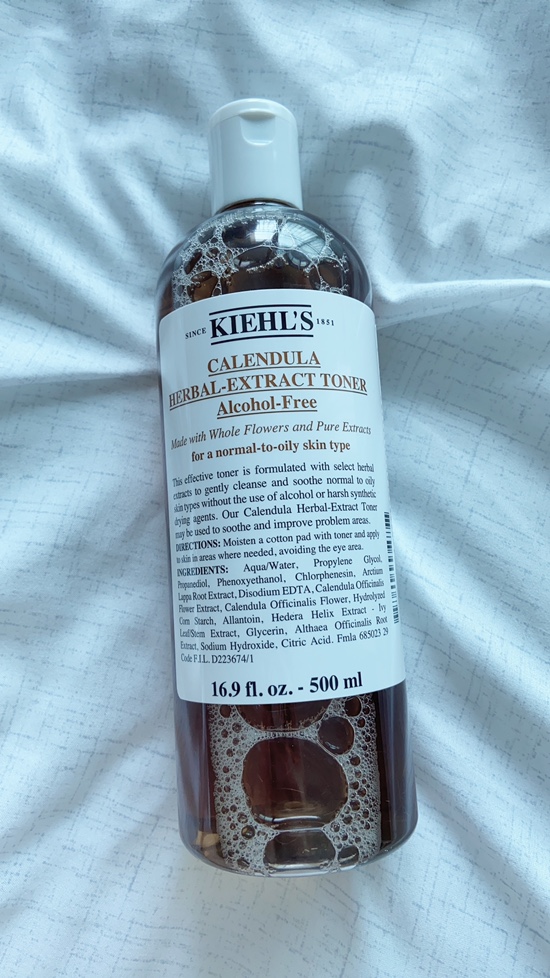 SINCE KIEHL'S 1851
CALENDULA
HERBAL-EXTRACT TONER
Alcohol-Free
Made with Whole Flowers and Pure Extracts
for a normal-to-oily skin type
This effective toner is formulated with select herbal
extracts to gently cleanse and soothe normal to oily
skin types without the use of alcohol or harsh synthetic
drying agents. Our Calendula Herbal-Extract Toner
may be used to soothe and improve problem areas.
DIRECTIONS: Moisten a cotton pad with toner and apply
to skin in areas where needed, avoiding the eye area.
INGREDIENTS: Aqua/Water, Propylene Glycol,
Propanediol, Phenoxyethanol, Chlorphenesin, Arctium
Lappa Root Extract, Disodium EDTA, Calendula Officinalis
Flower Extract, Calendula Officinalis Flower, Hydrolyzed
Corn Starch, Allantoin, Hedera Helix Extract - Ivy
Leaf/Stem Extract, Glycerin, Althaea Officinalis Root
Extract, Sodium Hydroxide, Citric Acid. Fmla 685023 29
Code F.I.L. D223674/1
16.9 fl. oz. - 500 ml